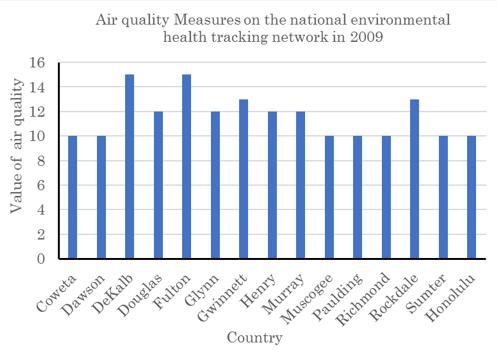 Air quality Measures on the national environmental
health tracking network in 2009
Value of air quality
16
14
12
10
8
6
4
2
0
Coweta
Dawson
DeKalb
Douglas
Fulton
Glynn
Gwinnett
Henry
Murray
Muscogee
Paulding
Richmond
Rockdale
Sumter
Honolulu
Country